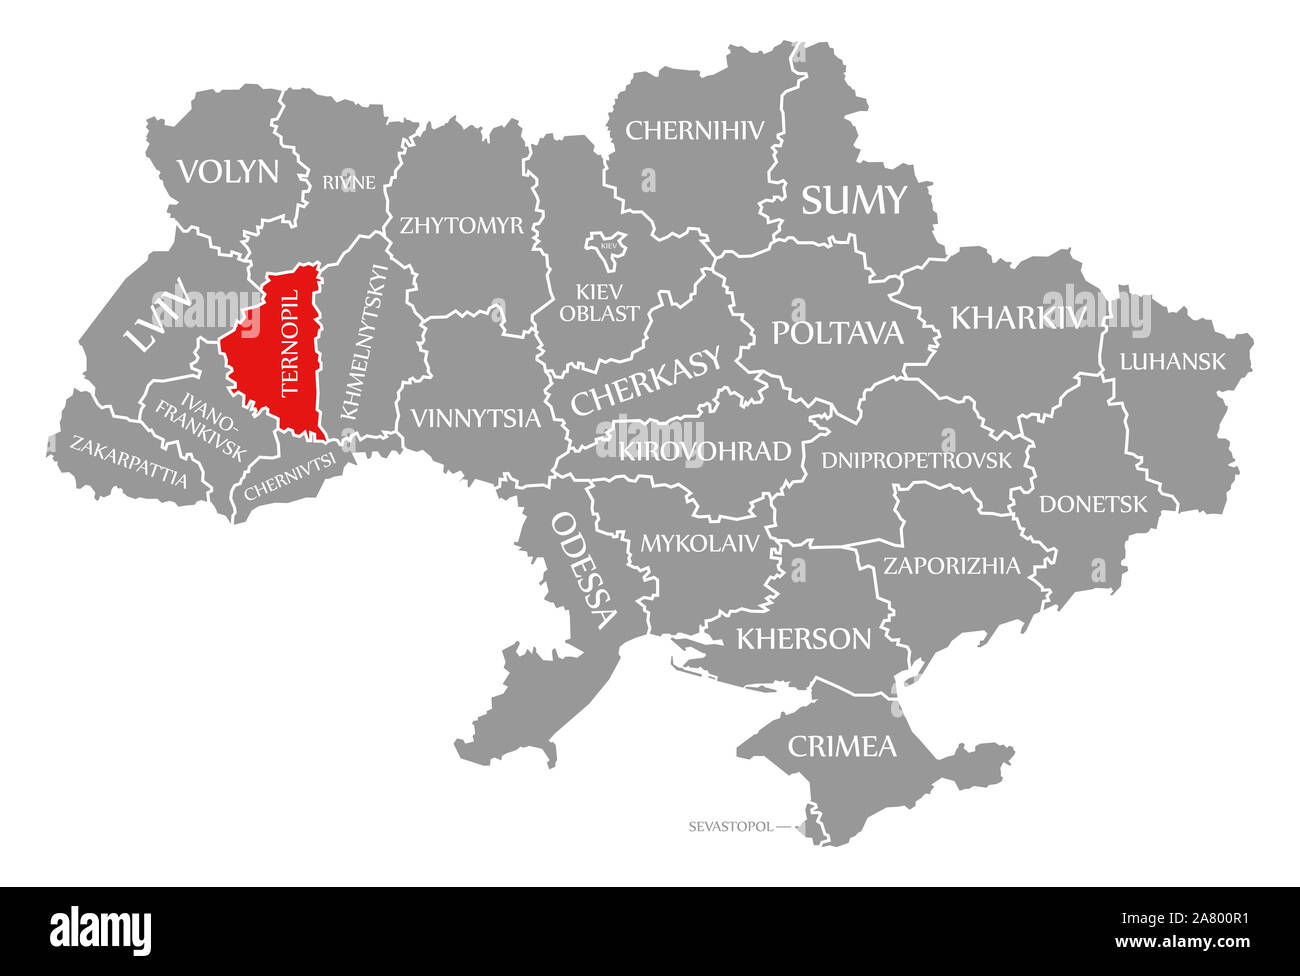 CHERNIHIV
VOLYN
RIVNE
SUMY
ZHYTOMYR
KIEV
KIEV
OBLAST
LVIV
TERNOPIL
KHMELNYTSKYI
POLTAVA
KHARKIV
LUHANSK
CHERKASY
VINNYTSIA
IVANO-
FRANKIVSK
ZAKARPATTIA
CHERNIVTSI
KIROVOHRAD
DNIPROPETROVSK
DONETSK
ODESSA
MYKOLAIV
ZAPORIZHIA
KHERSON
CRIMEA
SEVASTOPOL
a
a
a
a
a
a
a
alamy
Image ID: 2A800R1
www.alamy.com